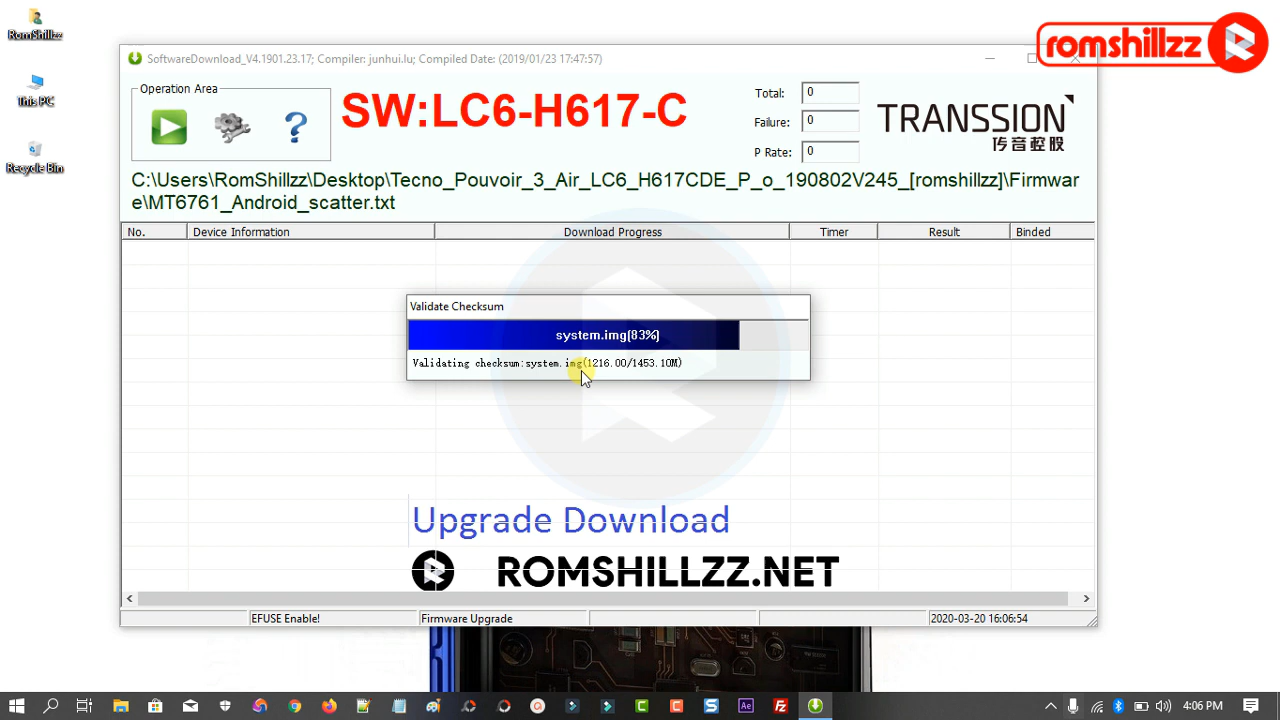 RomShillzz
This PC
Recycle Bin
romshillzz
SoftwareDownload_V4.1901.23.17; Compiler: junhui.lu; Compiled Date: (2019/01/23 17:47:57)
Operation Area
SW:LC6-H617-C
Total: 0
Failure: 0
P Rate: 0
TRANSSION
传音控股
C:\Users\RomShillzz\Desktop\Tecno_Pouvoir_3_Air_LC6_H617CDE_P_o_190802V245_[romshillzz]\Firmwar
e\MT6761_Android_scatter.txt
No. Device Information Download Progress Timer Result Binded
Validate Checksum
system.img(83%)
Validating checksum:system.img(1216.00/1453.10M)
Upgrade Download
ROMSHILLZZ.NET
EFUSE Enable! Firmware Upgrade 2020-03-20 16:06:54
4:06 PM